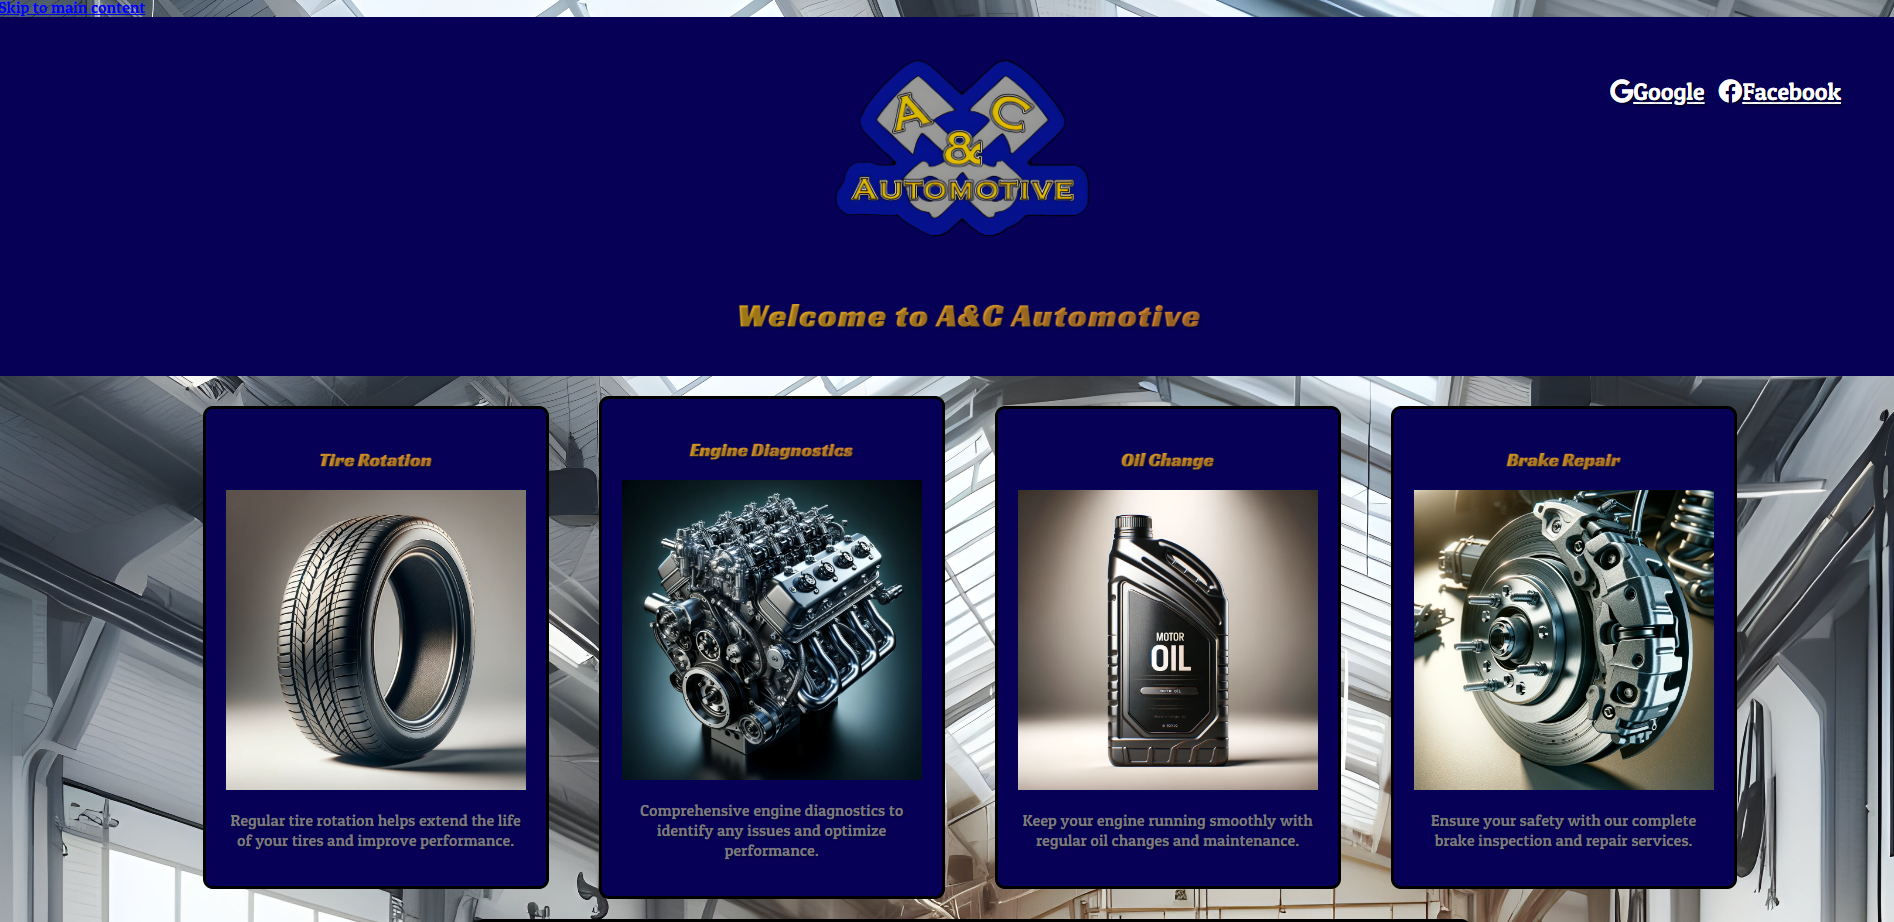 Skip to main content
A & C
AUTOMOTIVE
Google Facebook
Welcome to A&C Automotive
Tire Rotation
Regular tire rotation helps extend the life
of your tires and improve performance.
Engine Diagnostics
Comprehensive engine diagnostics to
identify any issues and optimize
performance.
Oil Change
MOTOR
OIL
Keep your engine running smoothly with
regular oil changes and maintenance.
Brake Repair
Ensure your safety with our complete
brake inspection and repair services.